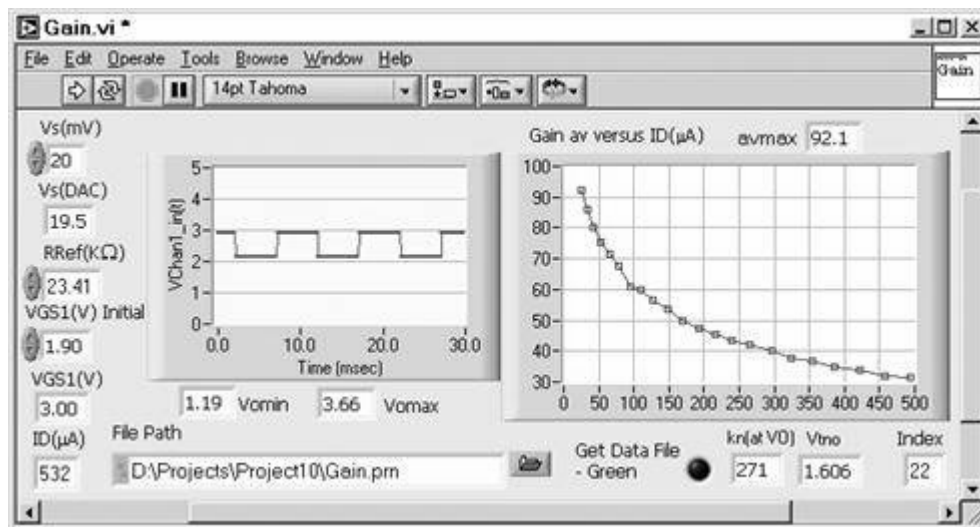 Gain.vi *
File Edit Operate Tools Browse Window Help
14pt Tahoma
Gain
Vs(mV)
20
Vs(DAC)
19.5
RRef(KΩ)
23.41
VGS1(V) Initial
1.90
VGS1(V)
3.00
ID(µA)
532
VChan1_in(t)
5
4
3
2
1
0
0.0 10.0 20.0 30.0
Time (msec)
1.19 Vomin 3.66 Vomax
Gain av versus ID(µA) avmax 92.1
100
90
80
70
60
50
40
30
0 50 100 150 200 250 300 350 400 450 500
File Path
D:\Projects\Project10\Gain.prn
Get Data File
- Green
kn(at VO) Vtno Index
271 1.606 22